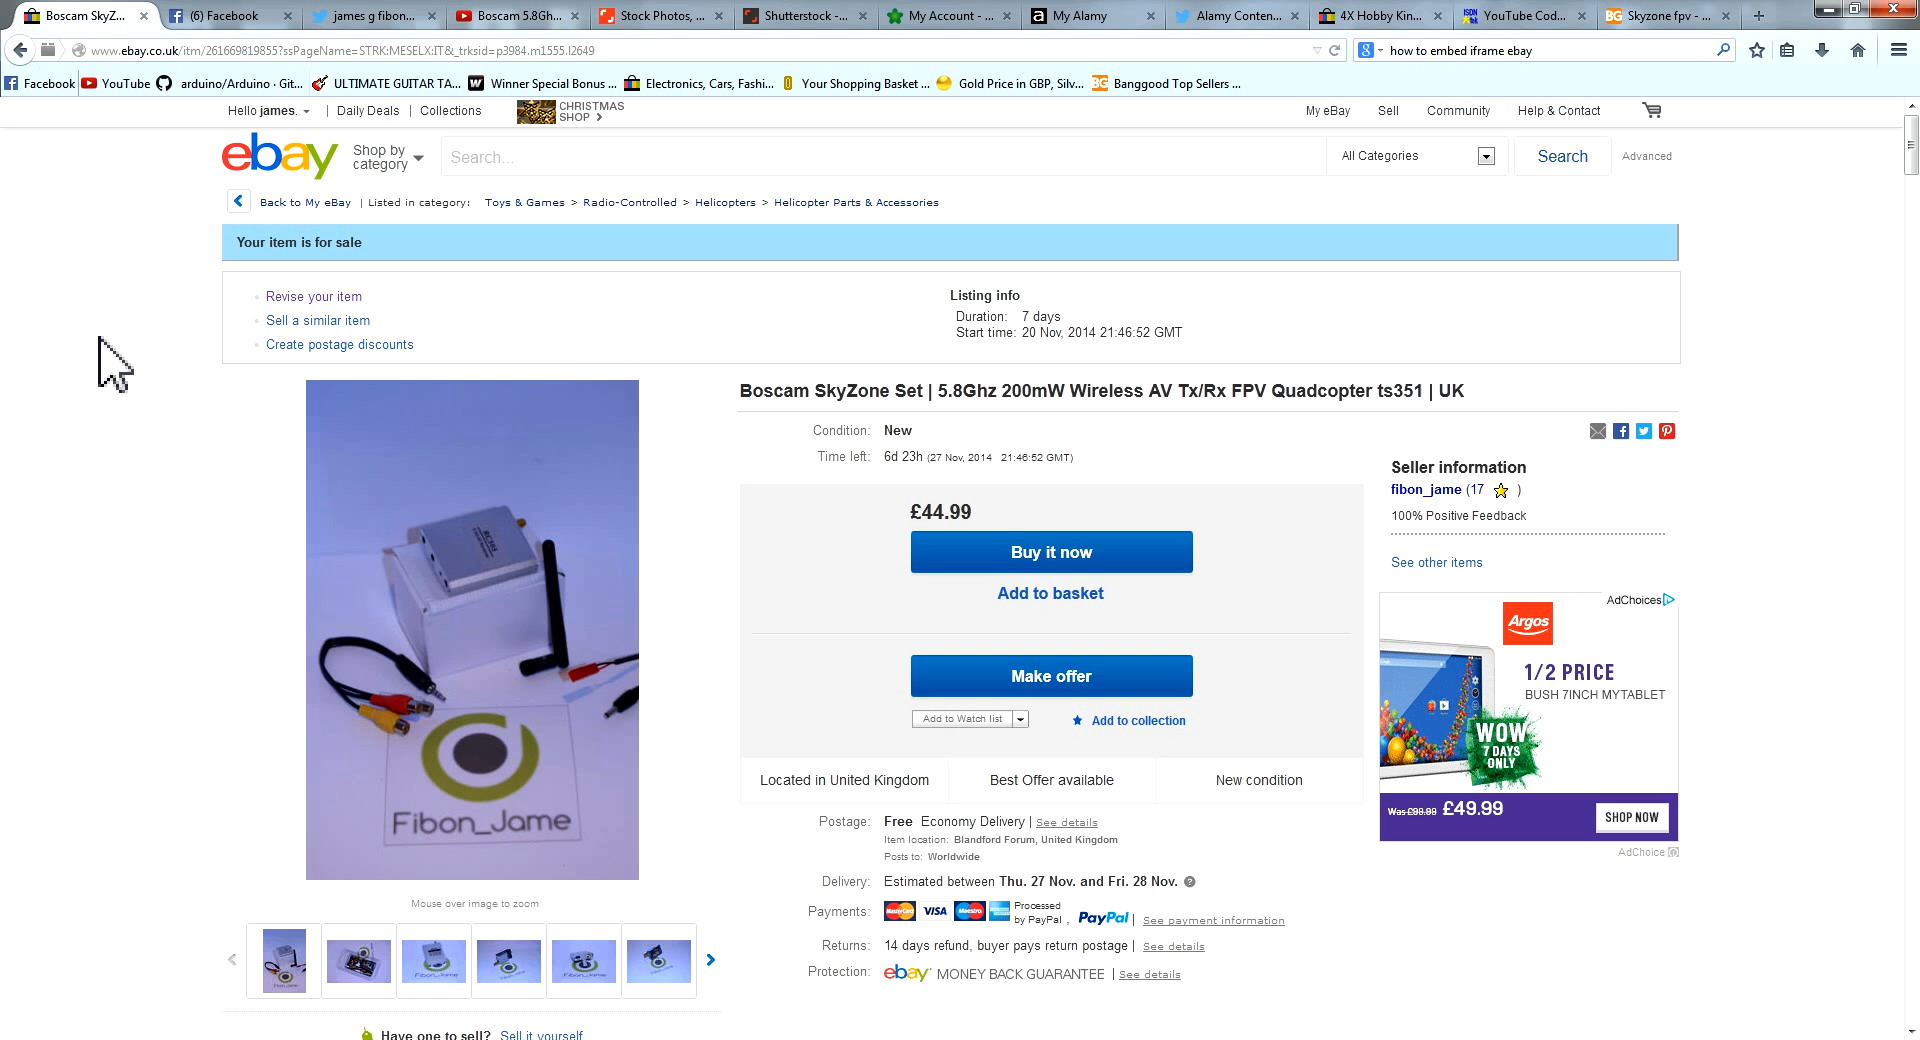 Boscam SkyZ...
(6) Facebook
james g fibon...
Boscam 5.8Gh...
Stock Photos, ...
Shutterstock -...
My Account - ...
My Alamy
Alamy Conten...
4X Hobby Kin...
YouTube Cod...
Skyzone fpv - ...
www.ebay.co.uk/itm/261669819855?ssPageName=STRK:MESELX:IT&_trksid=p3984.m1555.l2649
how to embed iframe ebay
Facebook
YouTube
arduino/Arduino · Git...
ULTIMATE GUITAR TA...
Winner Special Bonus ...
Electronics, Cars, Fashi...
Your Shopping Basket ...
Gold Price in GBP, Silv...
Banggood Top Sellers ...
Hello james.
Daily Deals
Collections
CHRISTMAS
SHOP
My eBay
Sell
Community
Help & Contact
ebay
Shop by
category
Search...
All Categories
Search
Advanced
Back to My eBay | Listed in category: Toys & Games > Radio-Controlled > Helicopters > Helicopter Parts & Accessories
Your item is for sale
Revise your item
Sell a similar item
Create postage discounts
Listing info
Duration: 7 days
Start time: 20 Nov, 2014 21:46:52 GMT
Fibon_Jame
Mouse over image to zoom
Have one to sell? Sell it yourself
Boscam SkyZone Set | 5.8Ghz 200mW Wireless AV Tx/Rx FPV Quadcopter ts351 | UK
Condition: New
Time left: 6d 23h (27 Nov, 2014 21:46:52 GMT)
£44.99
Buy it now
Add to basket
Make offer
Add to Watch list
Add to collection
Located in United Kingdom
Best Offer available
New condition
Postage: Free Economy Delivery | See details
Item location: Blandford Forum, United Kingdom
Posts to: Worldwide
Delivery: Estimated between Thu. 27 Nov. and Fri. 28 Nov.
Payments: MasterCard VISA Maestro Processed by PayPal , PayPal | See payment information
Returns: 14 days refund, buyer pays return postage | See details
Protection: ebay MONEY BACK GUARANTEE | See details
Seller information
fibon_jame (17 )
100% Positive Feedback
See other items
AdChoices
Argos
1/2 PRICE
BUSH 7INCH MYTABLET
WOW
7 DAYS
ONLY
Was £99.99 £49.99
SHOP NOW
AdChoice